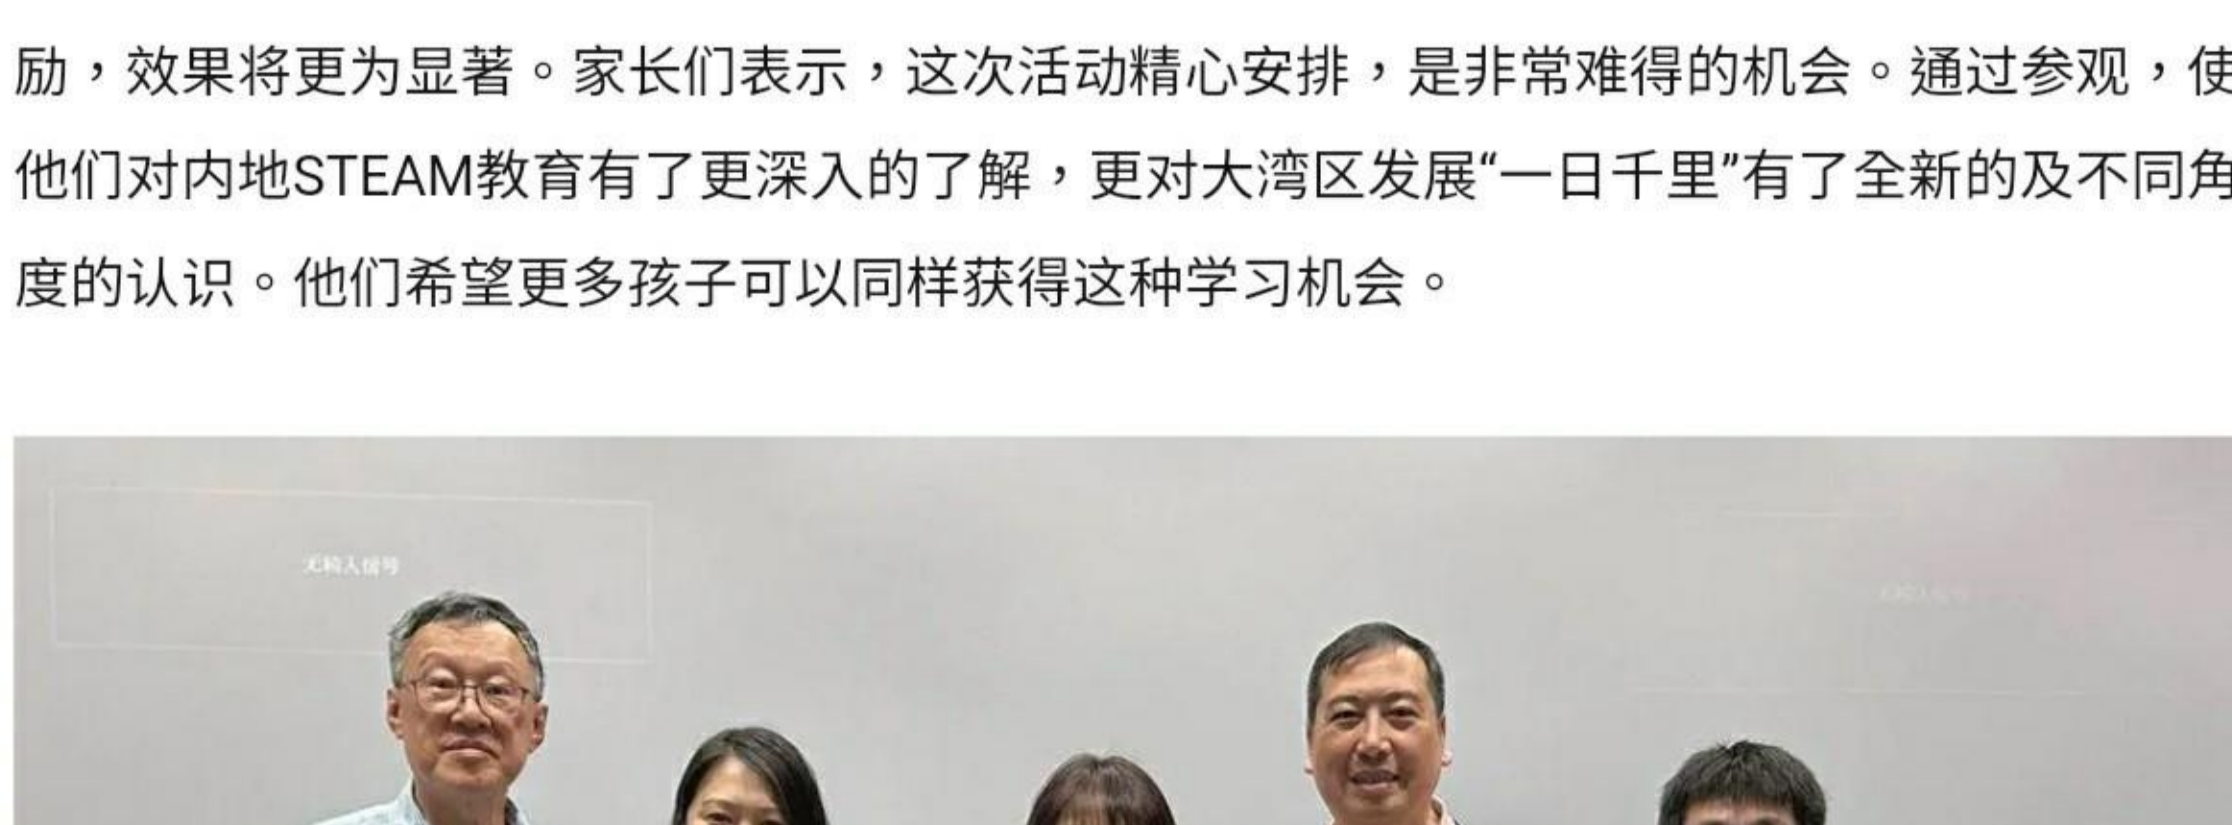 励，效果将更为显著。家长们表示，这次活动精心安排，是非常难得的机会。通过参观，使
他们对内地STEAM教育有了更深入的了解，更对大湾区发展“一日千里”有了全新的及不同角
度的认识。他们希望更多孩子可以同样获得这种学习机会。
无输入信号